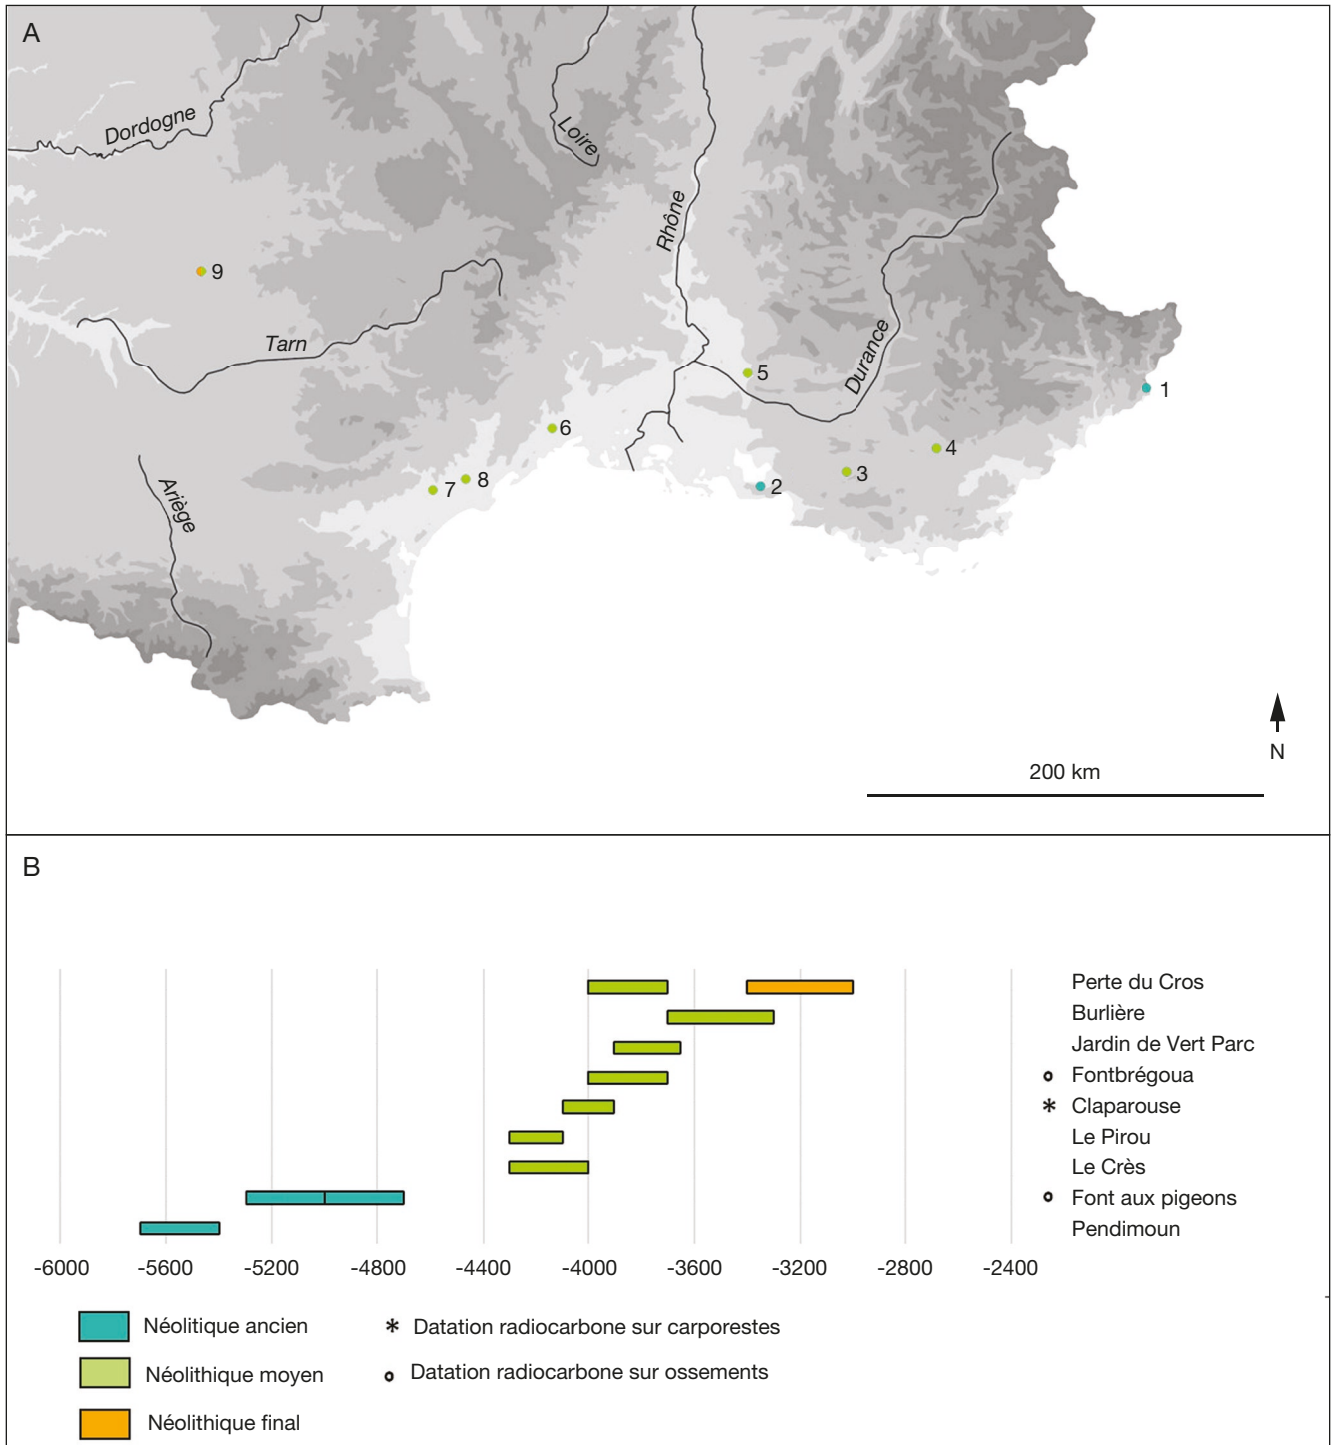 A
Dordogne
Loire
Rhône
9
Tarn
Durance
5
1
6
4
3
8
7
2
Ariège
N
200 km
B
Perte du Cros
Burlière
Jardin de Vert Parc
Fontbrégoua
* Claparouse
Le Pirou
Le Crès
Font aux pigeons
Pendimoun
-6000 -5600 -5200 -4800 -4400 -4000 -3600 -3200 -2800 -2400
Néolitique ancien
* Datation radiocarbone sur carporestes
Néolithique moyen
Datation radiocarbone sur ossements
Néolithique final